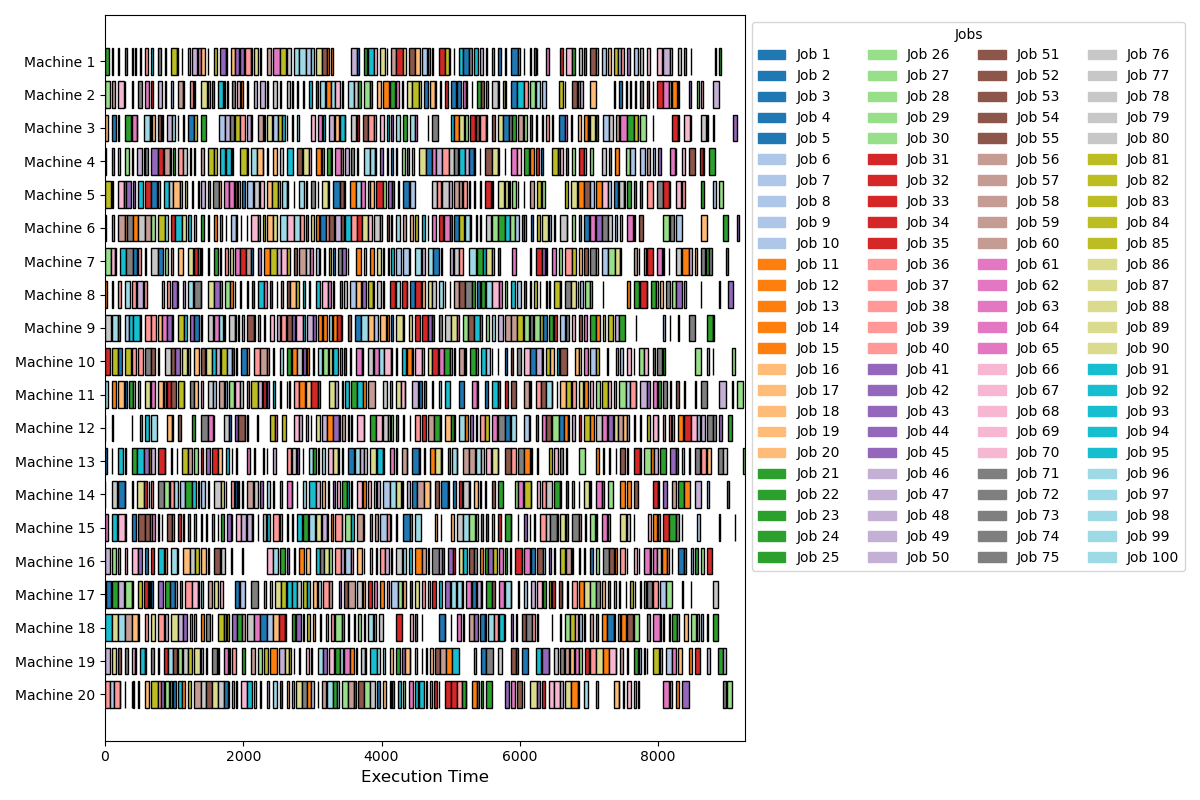 Machine 1
Machine 2
Machine 3
Machine 4
Machine 5
Machine 6
Machine 7
Machine 8
Machine 9
Machine 10
Machine 11
Machine 12
Machine 13
Machine 14
Machine 15
Machine 16
Machine 17
Machine 18
Machine 19
Machine 20
0 2000 4000 6000 8000
Execution Time
Jobs
Job 1 Job 26 Job 51 Job 76
Job 2 Job 27 Job 52 Job 77
Job 3 Job 28 Job 53 Job 78
Job 4 Job 29 Job 54 Job 79
Job 5 Job 30 Job 55 Job 80
Job 6 Job 31 Job 56 Job 81
Job 7 Job 32 Job 57 Job 82
Job 8 Job 33 Job 58 Job 83
Job 9 Job 34 Job 59 Job 84
Job 10 Job 35 Job 60 Job 85
Job 11 Job 36 Job 61 Job 86
Job 12 Job 37 Job 62 Job 87
Job 13 Job 38 Job 63 Job 88
Job 14 Job 39 Job 64 Job 89
Job 15 Job 40 Job 65 Job 90
Job 16 Job 41 Job 66 Job 91
Job 17 Job 42 Job 67 Job 92
Job 18 Job 43 Job 68 Job 93
Job 19 Job 44 Job 69 Job 94
Job 20 Job 45 Job 70 Job 95
Job 21 Job 46 Job 71 Job 96
Job 22 Job 47 Job 72 Job 97
Job 23 Job 48 Job 73 Job 98
Job 24 Job 49 Job 74 Job 99
Job 25 Job 50 Job 75 Job 100